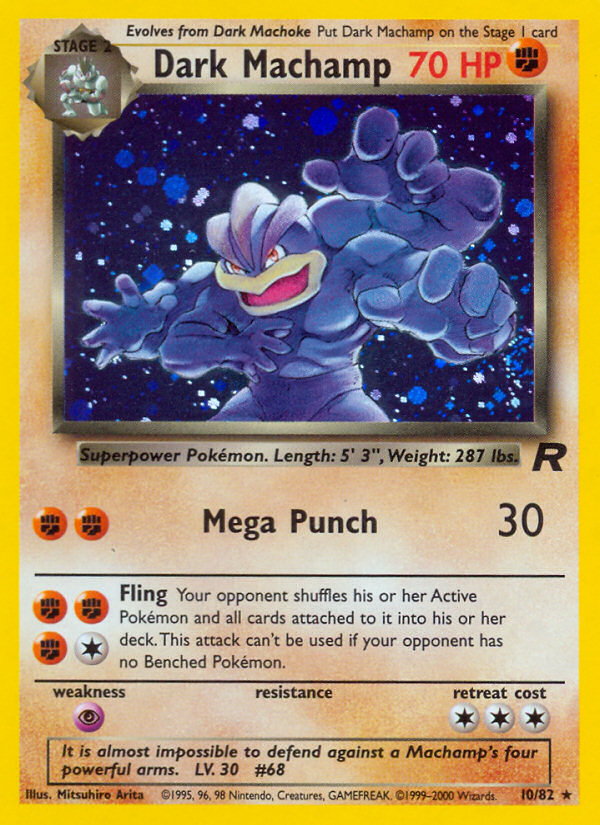 Evolves from Dark Machoke Put Dark Machamp on the Stage 1 card
STAGE 2
Dark Machamp 70 HP
Superpower Pokémon. Length: 5' 3", Weight: 287 lbs.
R
Mega Punch 30
Fling Your opponent shuffles his or her Active
Pokémon and all cards attached to it into his or her
deck. This attack can't be used if your opponent has
no Benched Pokémon.
weakness resistance retreat cost
It is almost impossible to defend against a Machamp's four
powerful arms. LV. 30 #68
Illus. Mitsuhiro Arita ©1995, 96, 98 Nintendo, Creatures, GAMEFREAK. ©1999-2000 Wizards. 10/82 ★